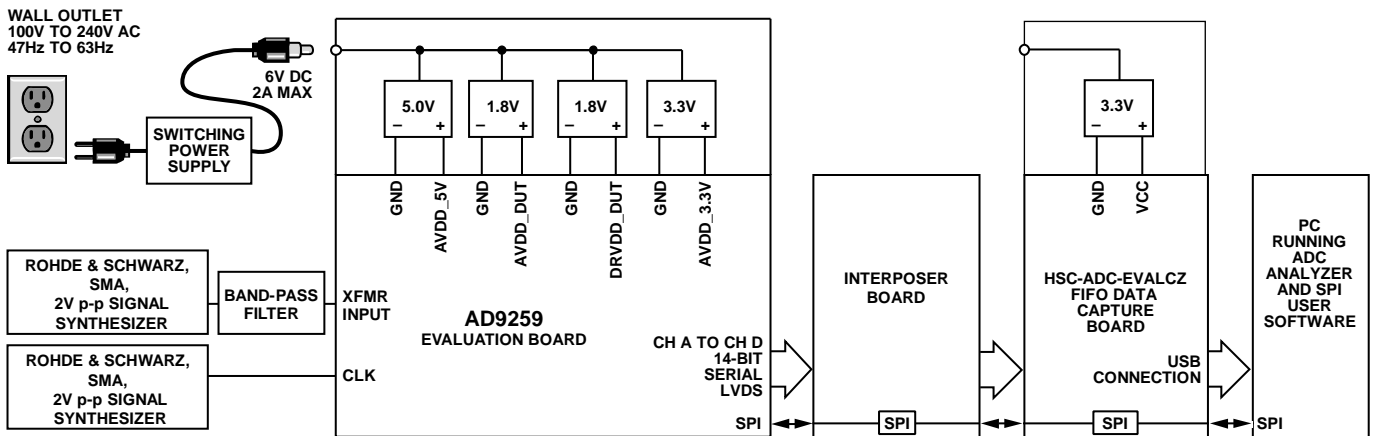 WALL OUTLET
100V TO 240V AC
47Hz TO 63Hz
6V DC
2A MAX
SWITCHING
POWER
SUPPLY
5.0V
– +
1.8V
– +
1.8V
– +
3.3V
– +
GND
AVDD_5V
GND
AVDD_DUT
GND
DRVDD_DUT
GND
AVDD_3.3V
3.3V
– +
GND
VCC
ROHDE & SCHWARZ,
SMA,
2V p-p SIGNAL
SYNTHESIZER
BAND-PASS
FILTER
XFMR
INPUT
ROHDE & SCHWARZ,
SMA,
2V p-p SIGNAL
SYNTHESIZER
CLK
AD9259
EVALUATION BOARD
CH A TO CH D
14-BIT
SERIAL
LVDS
SPI
INTERPOSER
BOARD
SPI
HSC-ADC-EVALCZ
FIFO DATA
CAPTURE
BOARD
USB
CONNECTION
SPI
PC
RUNNING
ADC
ANALYZER
AND SPI
USER
SOFTWARE
SPI